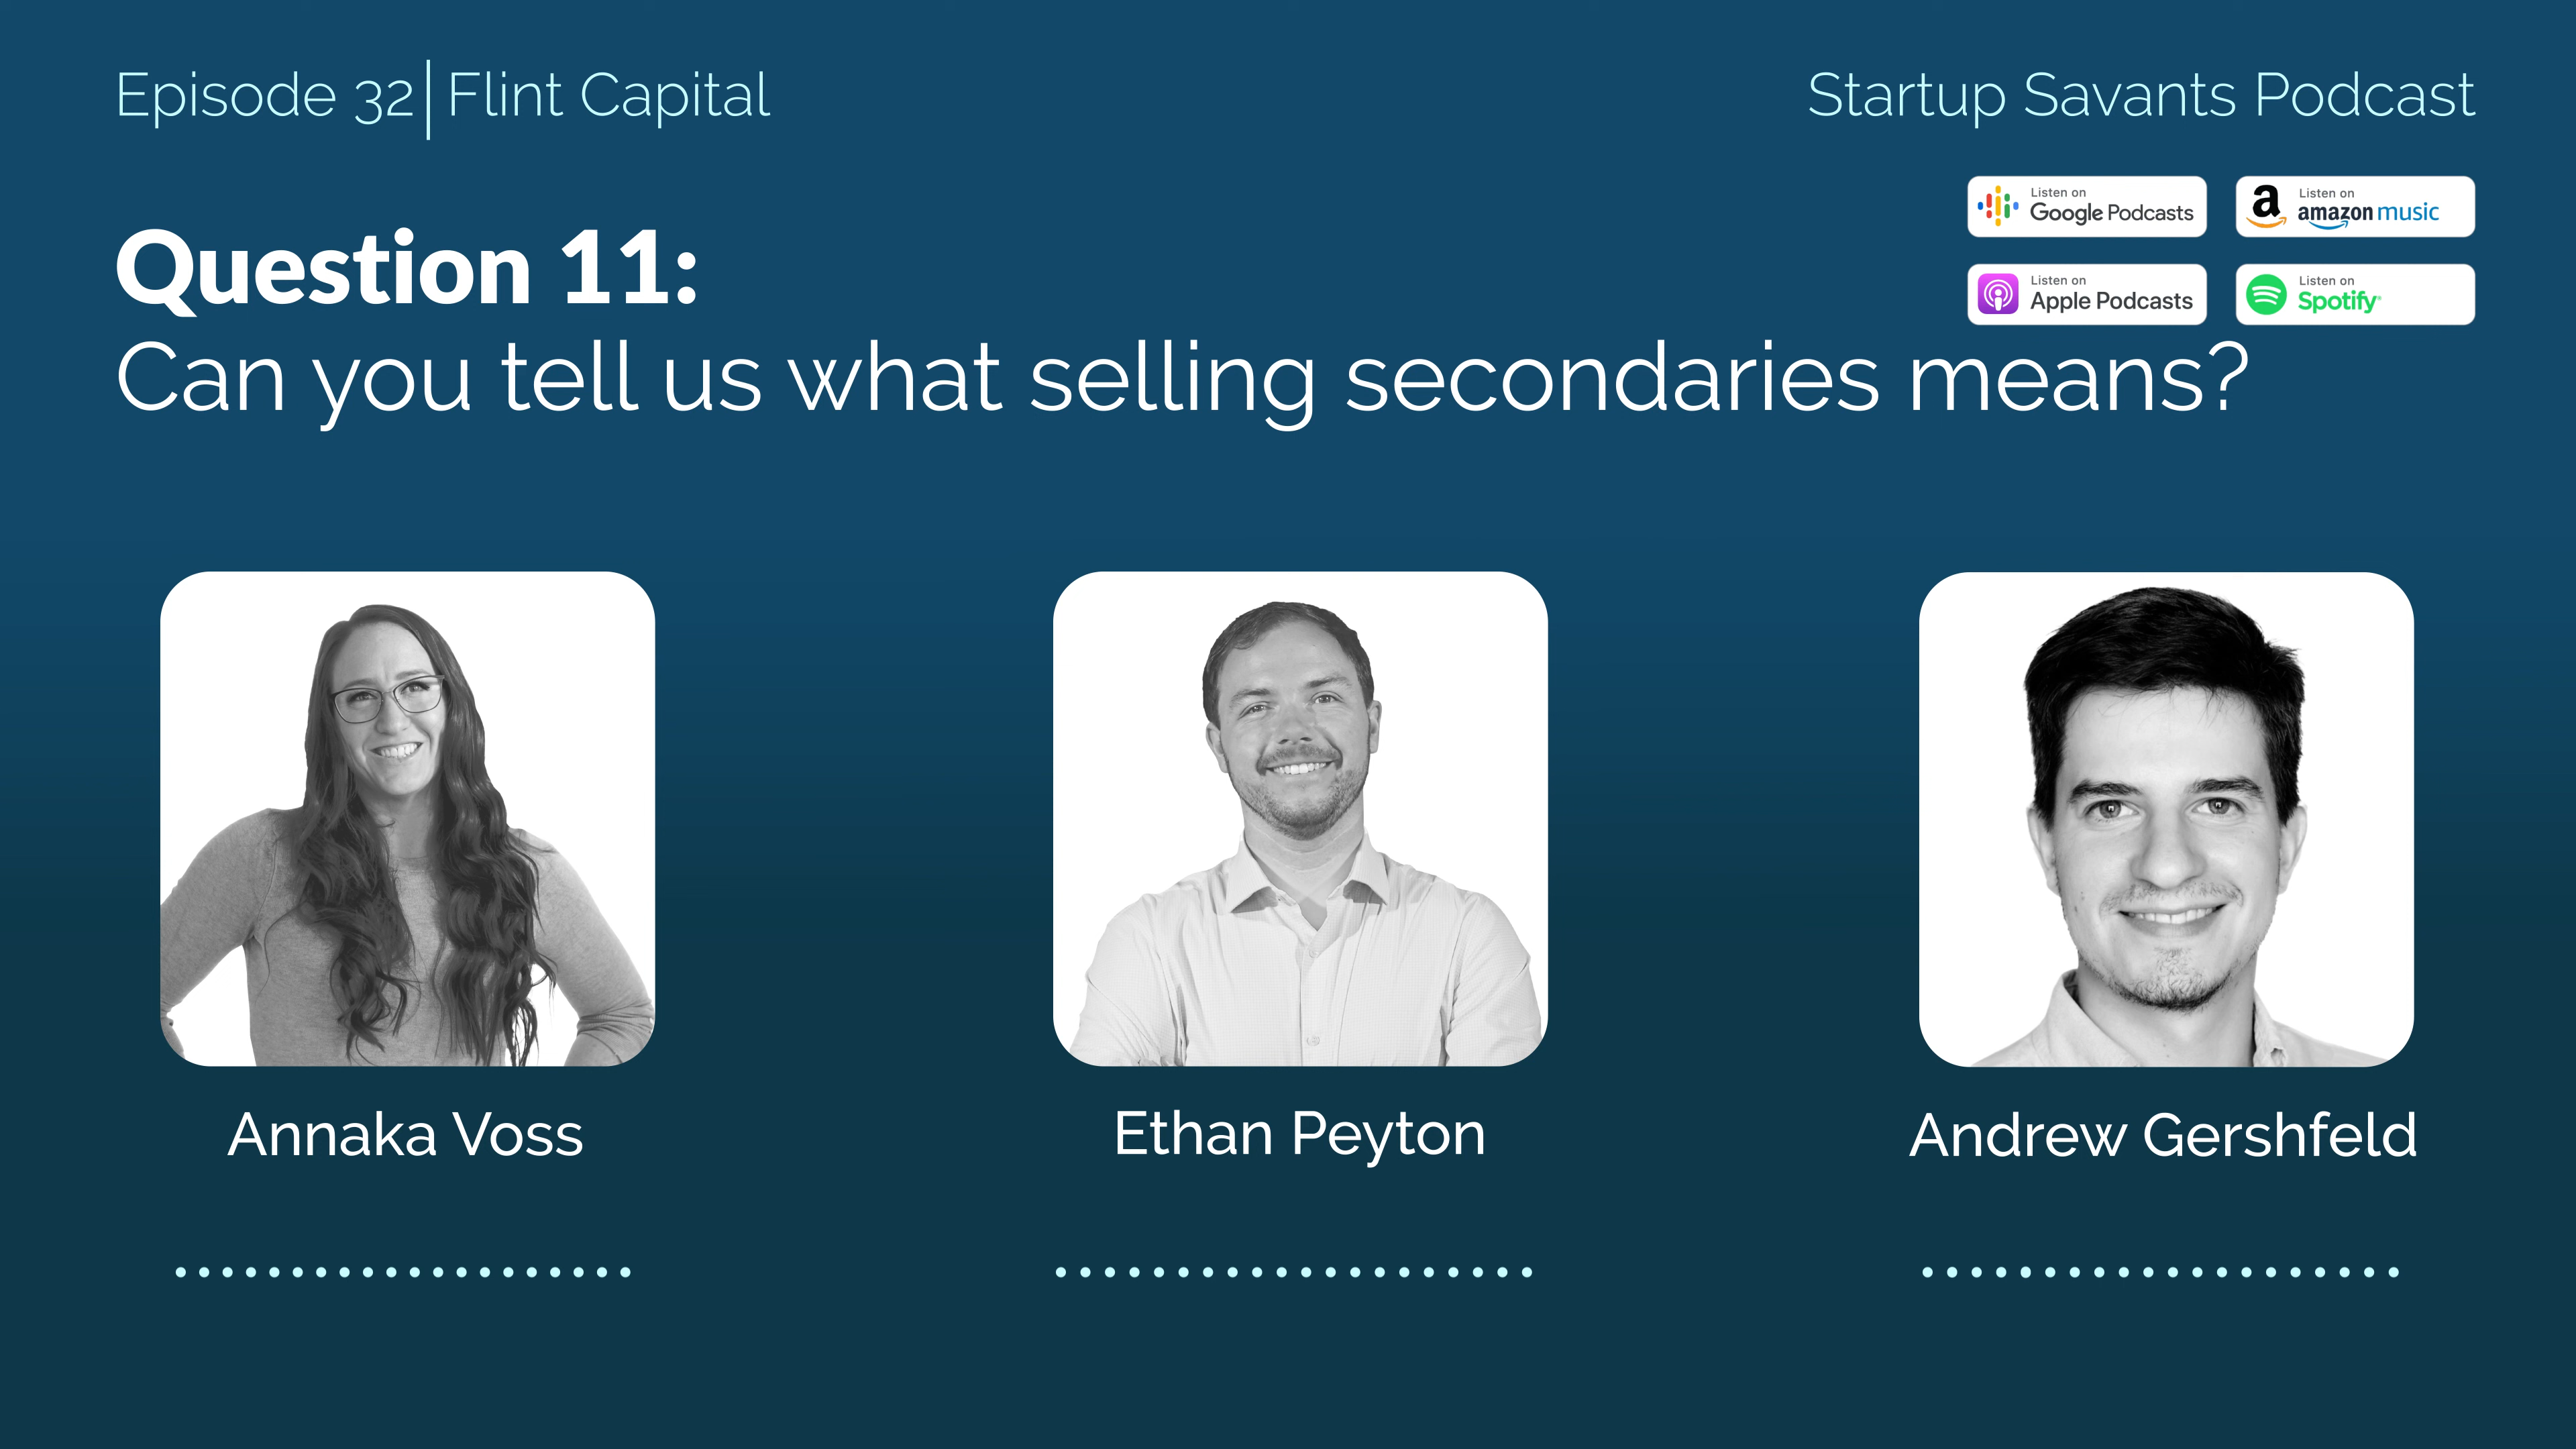 Episode 32 | Flint Capital
Startup Savants Podcast
Listen on
Google Podcasts
a
Listen on
amazon music
Listen on
Apple Podcasts
Listen on
Spotify
Question 11:
Can you tell us what selling secondaries means?
Annaka Voss
Ethan Peyton
Andrew Gershfeld